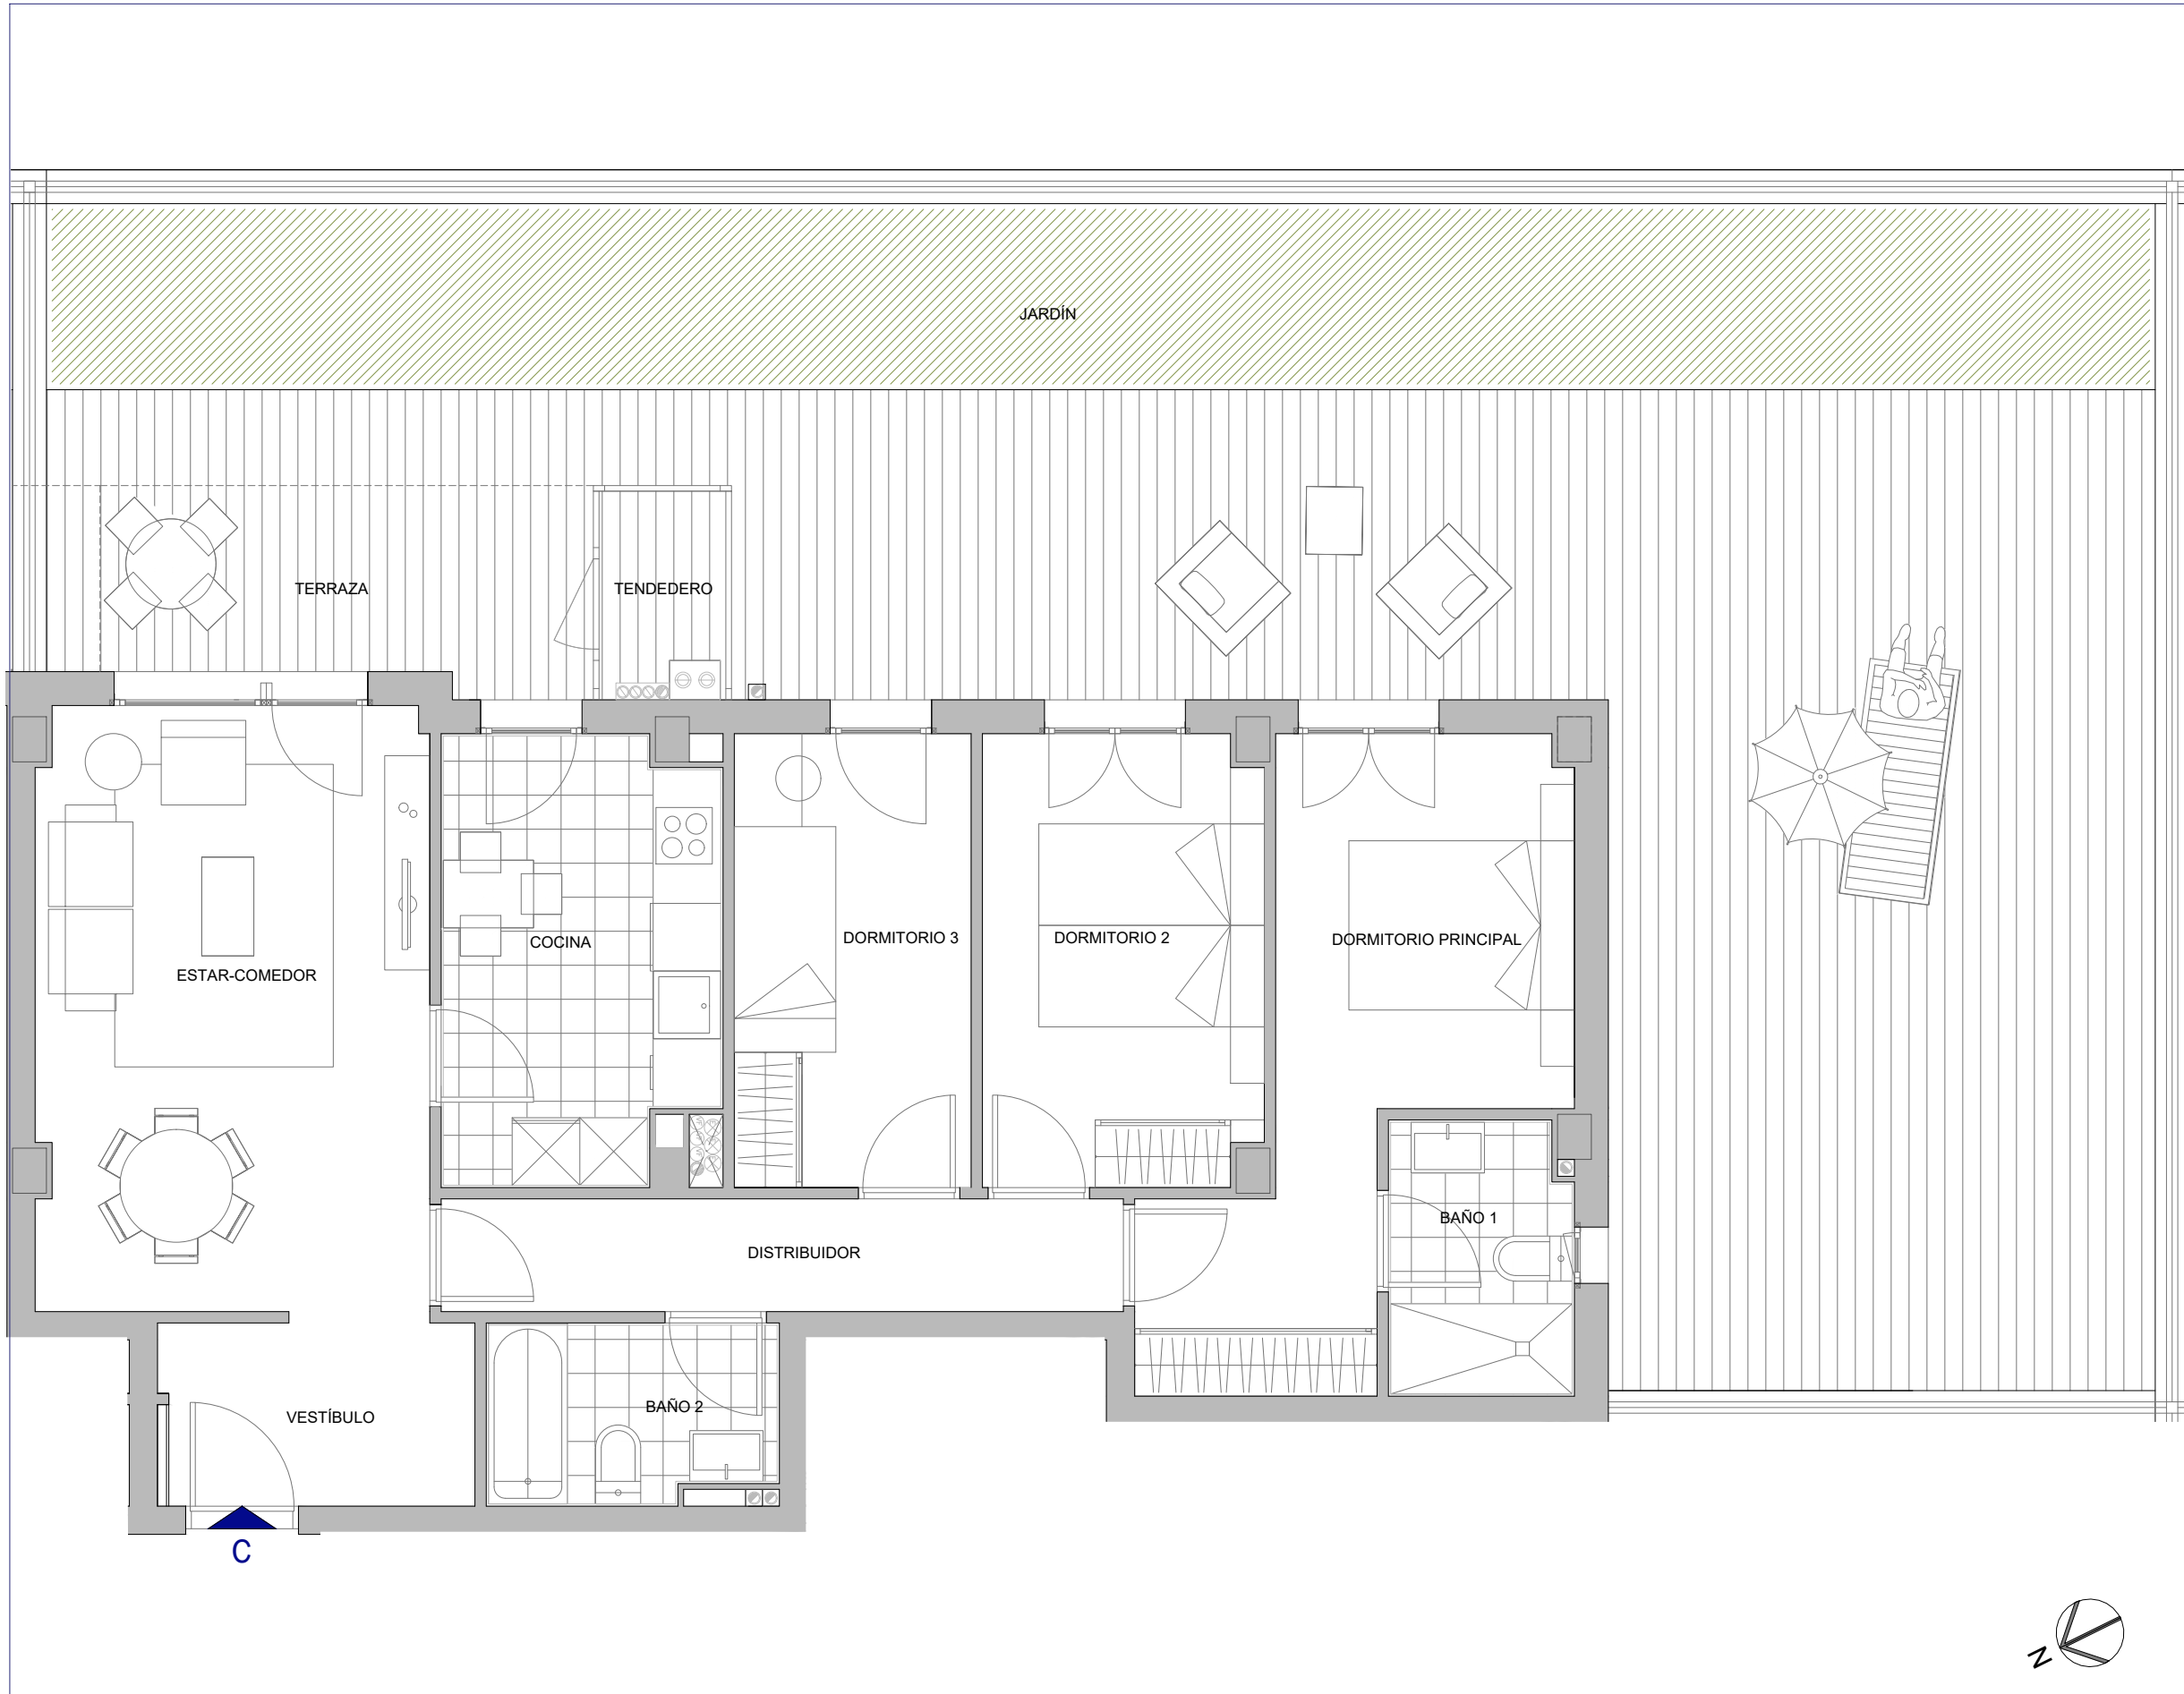 JARDÍN
TERRAZA
TENDEDERO
COCINA
DORMITORIO 3
DORMITORIO 2
DORMITORIO PRINCIPAL
ESTAR-COMEDOR
BAÑO 1
DISTRIBUIDOR
BAÑO 2
VESTÍBULO
C
N